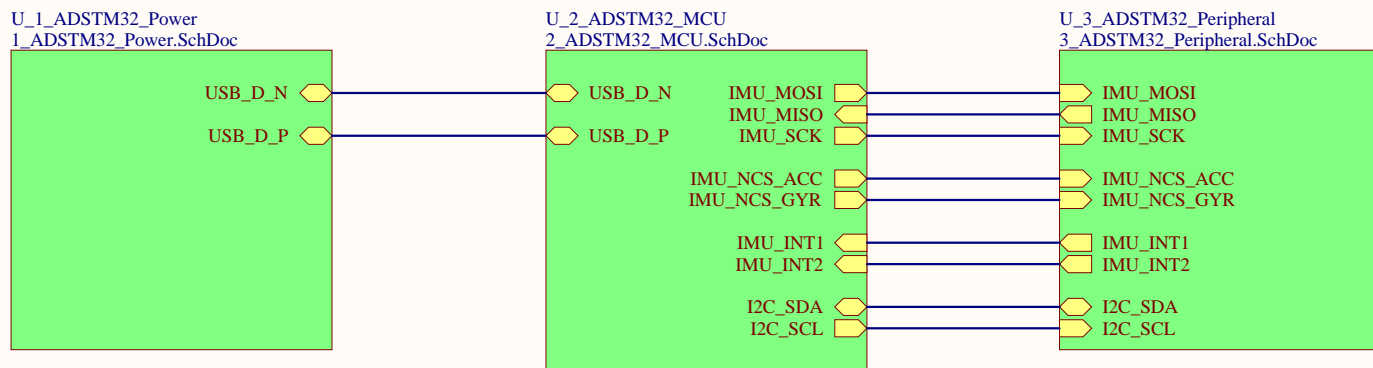 U_1_ADSTM32_Power
1_ADSTM32_Power.SchDoc
USB_D_N
USB_D_P
U_2_ADSTM32_MCU
2_ADSTM32_MCU.SchDoc
USB_D_N
USB_D_P
IMU_MOSI
IMU_MISO
IMU_SCK
IMU_NCS_ACC
IMU_NCS_GYR
IMU_INT1
IMU_INT2
I2C_SDA
I2C_SCL
U_3_ADSTM32_Peripheral
3_ADSTM32_Peripheral.SchDoc
IMU_MOSI
IMU_MISO
IMU_SCK
IMU_NCS_ACC
IMU_NCS_GYR
IMU_INT1
IMU_INT2
I2C_SDA
I2C_SCL